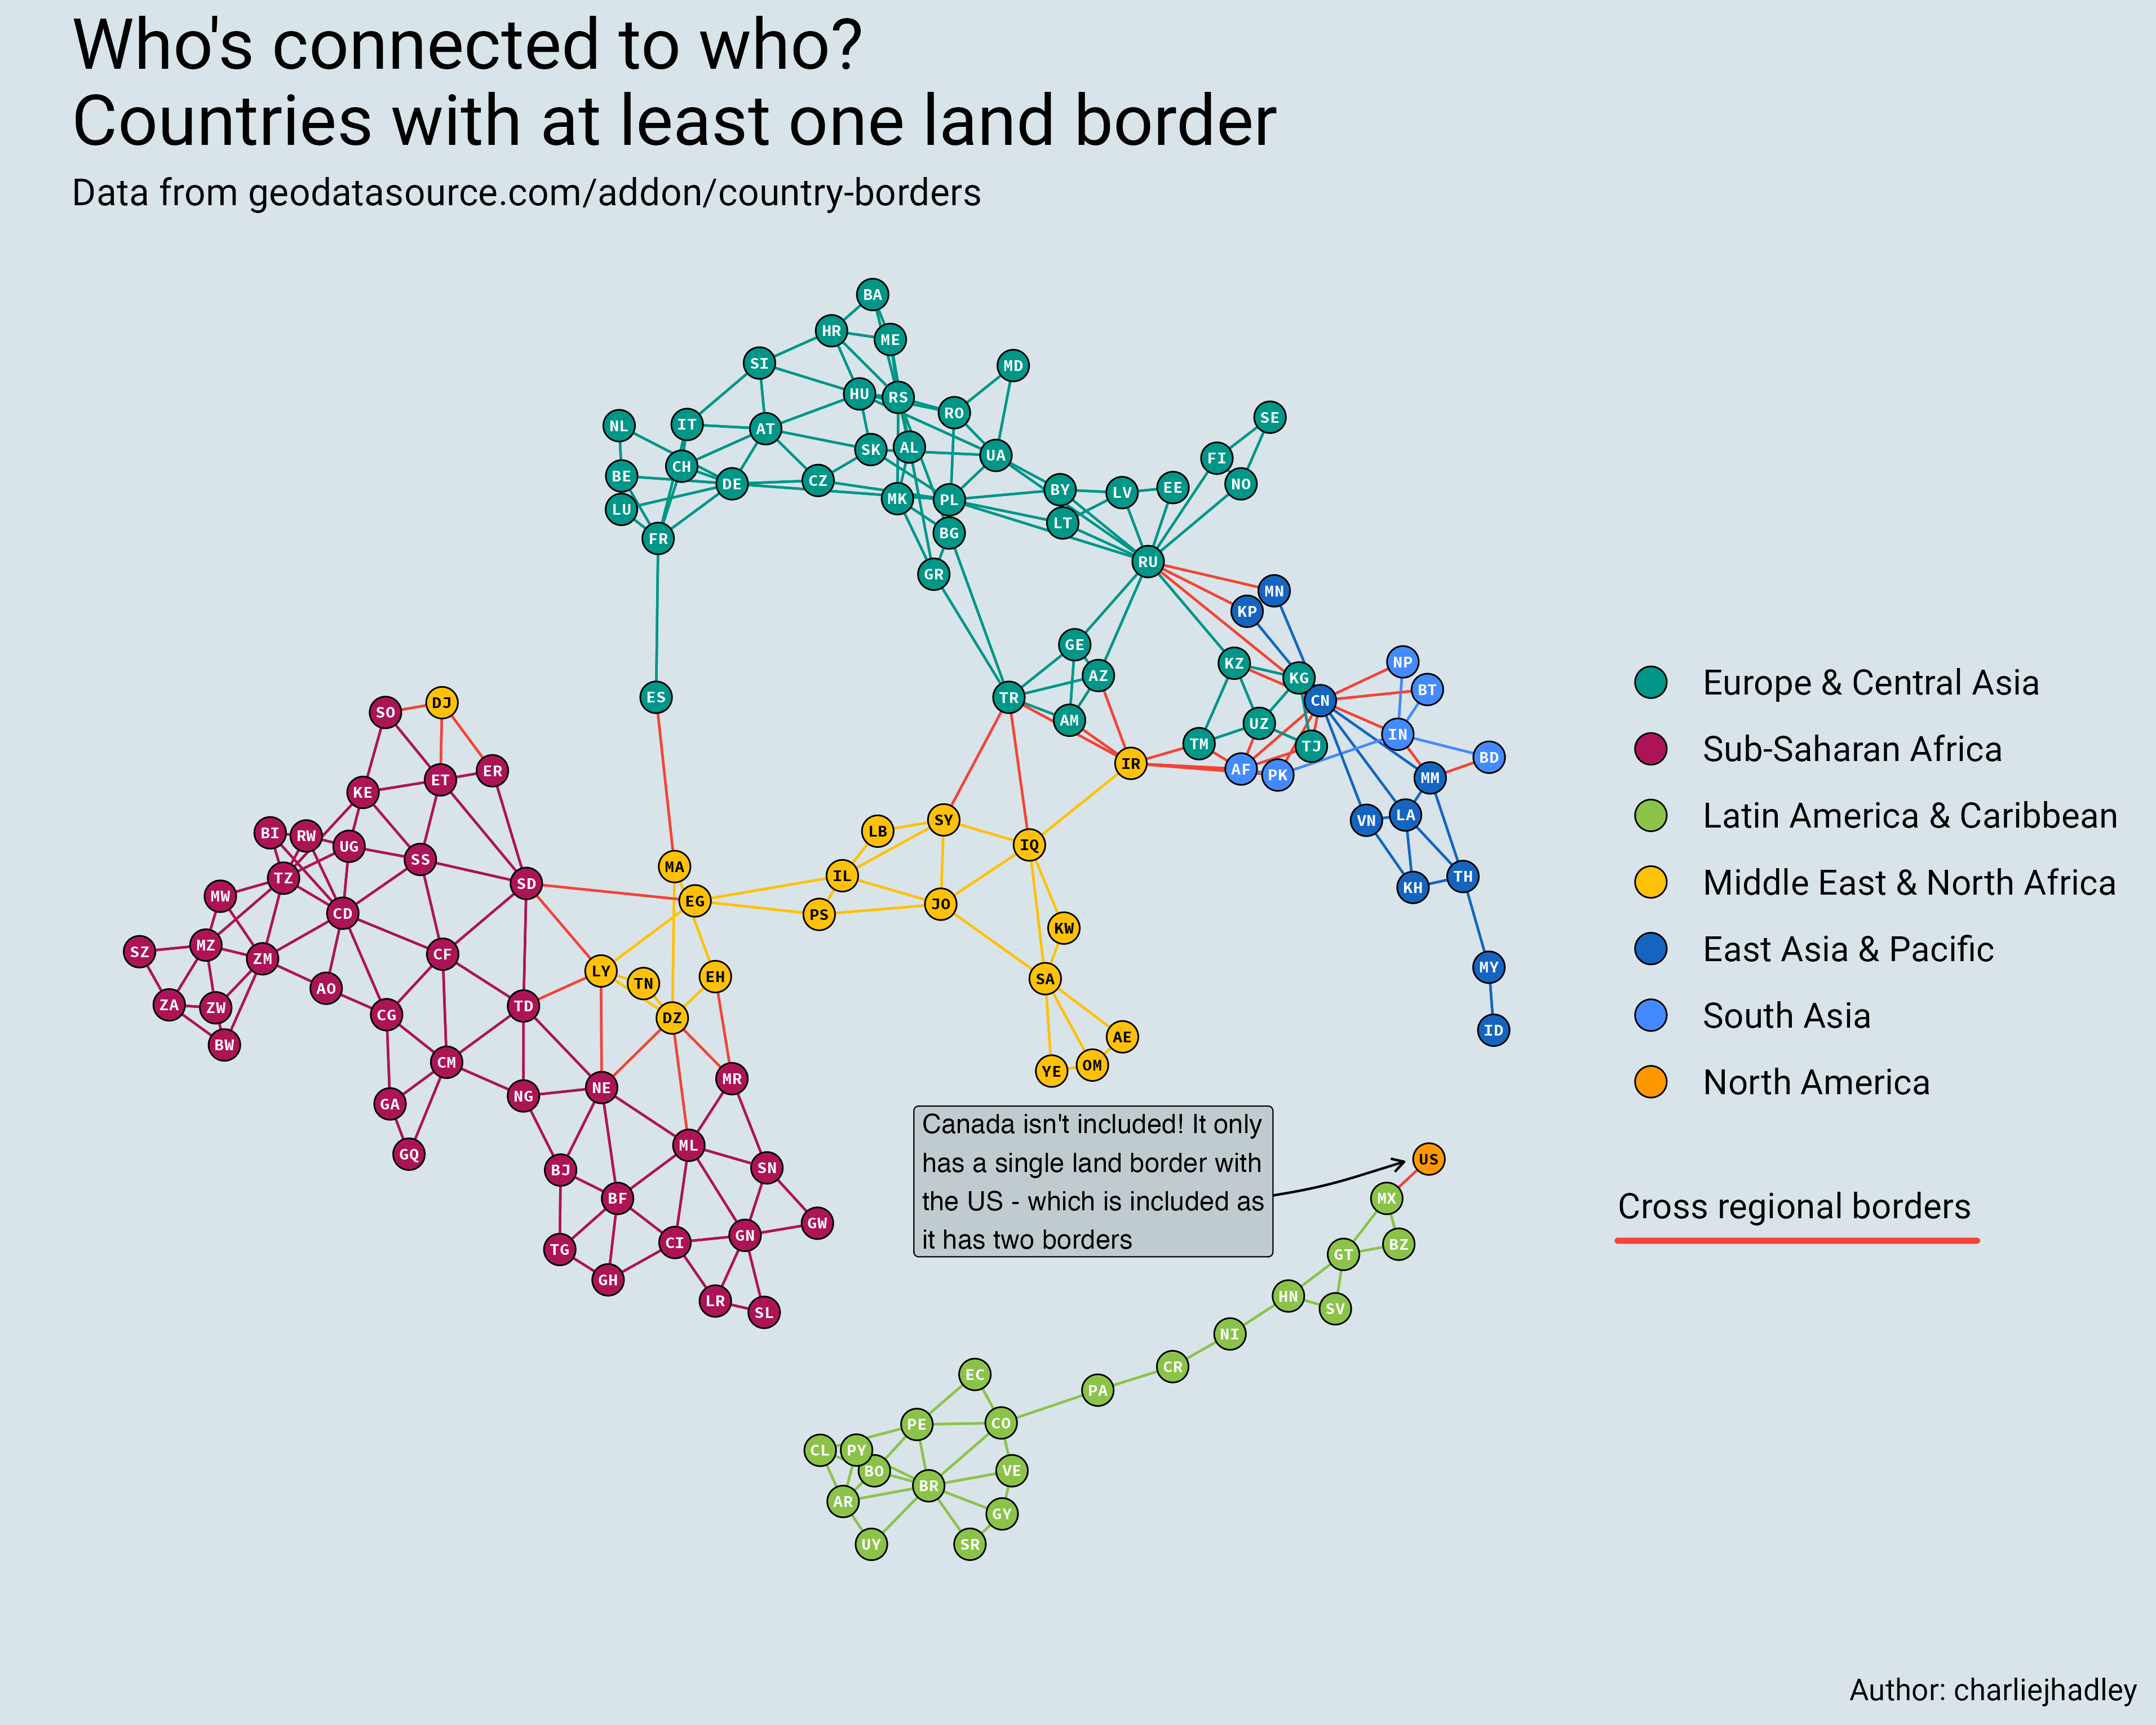 Who's connected to who?
Countries with at least one land border
Data from geodatasource.com/addon/country-borders
BA
HR
ME
SI
MD
HU
RS
RO
SE
NL
IT
AT
SK
AL
UA
FI
BE
CH
DE
CZ
MK
PL
BY
LV
EE
NO
LU
LT
FR
BG
RU
GR
MN
KP
GE
KZ
KG
NP
AZ
BT
ES
TR
CN
SO
DJ
AM
UZ
IN
TM
TJ
BD
ET
ER
IR
AF
PK
MM
KE
BI
RW
UG
LB
SY
VN
LA
SS
IQ
TZ
SD
MA
IL
KH
TH
MW
EG
PS
JO
CD
KW
SZ
MZ
ZM
CF
LY
TN
EH
SA
MY
AO
ZA
ZW
CG
TD
DZ
ID
BW
AE
CM
YE
OM
GA
NG
NE
MR
GQ
ML
BJ
SN
BF
GW
TG
CI
GN
GH
LR
SL
Europe & Central Asia
Sub-Saharan Africa
Latin America & Caribbean
Middle East & North Africa
East Asia & Pacific
South Asia
North America
Cross regional borders
Canada isn't included! It only
has a single land border with
the US - which is included as
it has two borders
US
MX
GT
BZ
HN
SV
NI
CR
PA
EC
PE
CO
CL
PY
BO
VE
BR
AR
GY
UY
SR
Author: charliejhadley